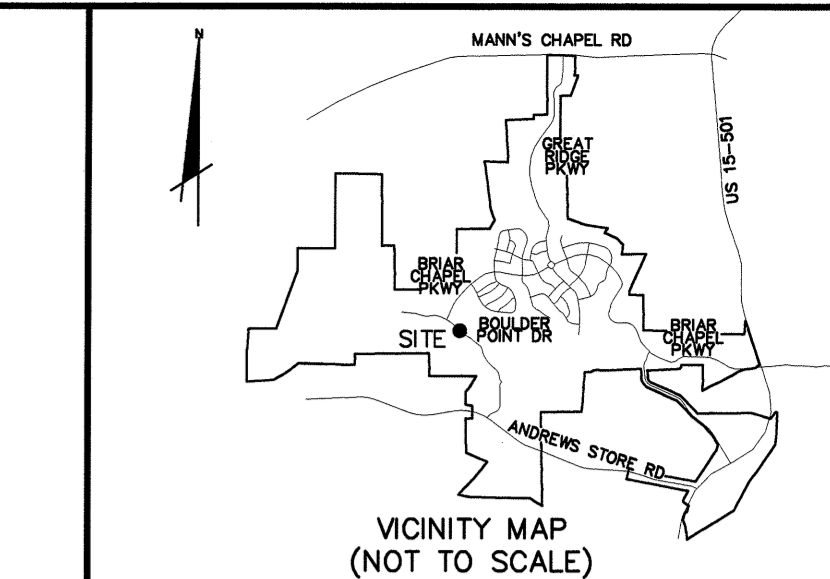 N
MANN'S CHAPEL RD
US 15-501
GREAT
RIDGE
PKWY
BRIAR
CHAPEL
PKWY
SITE
BOULDER
POINT DR
BRIAR
CHAPEL
PKWY
ANDREWS STORE RD
VICINITY MAP
(NOT TO SCALE)